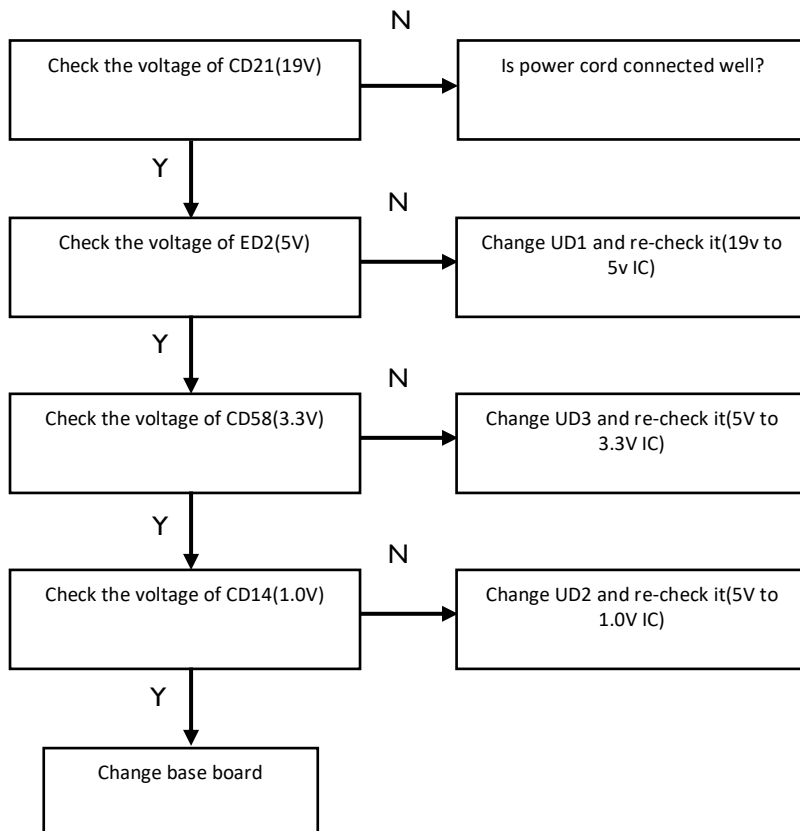 N
Check the voltage of CD21(19V)
Is power cord connected well?
Y
N
Check the voltage of ED2(5V)
Change UD1 and re-check it(19v to
5v IC)
Y
N
Check the voltage of CD58(3.3V)
Change UD3 and re-check it(5V to
3.3V IC)
Y
N
Check the voltage of CD14(1.0V)
Change UD2 and re-check it(5V to
1.0V IC)
Y
Change base board